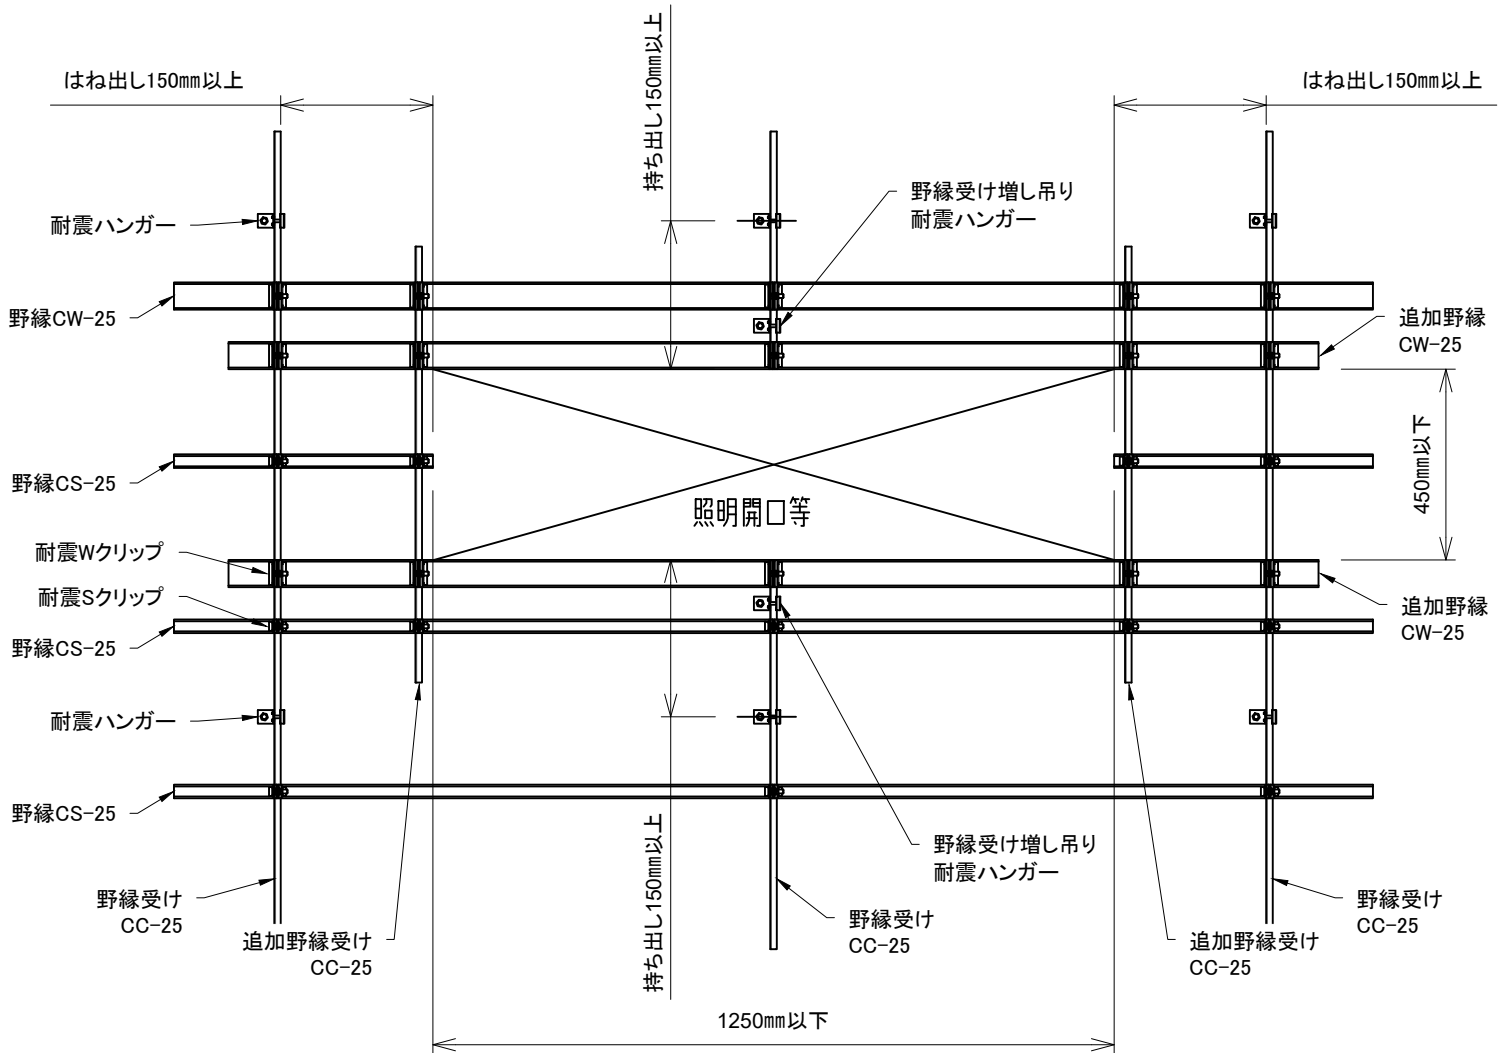 はね出し150㎜以上
持ち出し150㎜以上
はね出し150㎜以上
耐震ハンガー
野縁受け増し吊り
耐震ハンガー
野縁CW-25
追加野縁
CW-25
野縁CS-25
450㎜以下
照明開口等
耐震Wクリップ
耐震Sクリップ
追加野縁
CW-25
野縁CS-25
耐震ハンガー
野縁CS-25
持ち出し150㎜以上
野縁受け増し吊り
耐震ハンガー
野縁受け
CC-25
追加野縁受け
CC-25
野縁受け
CC-25
追加野縁受け
CC-25
野縁受け
CC-25
1250㎜以下